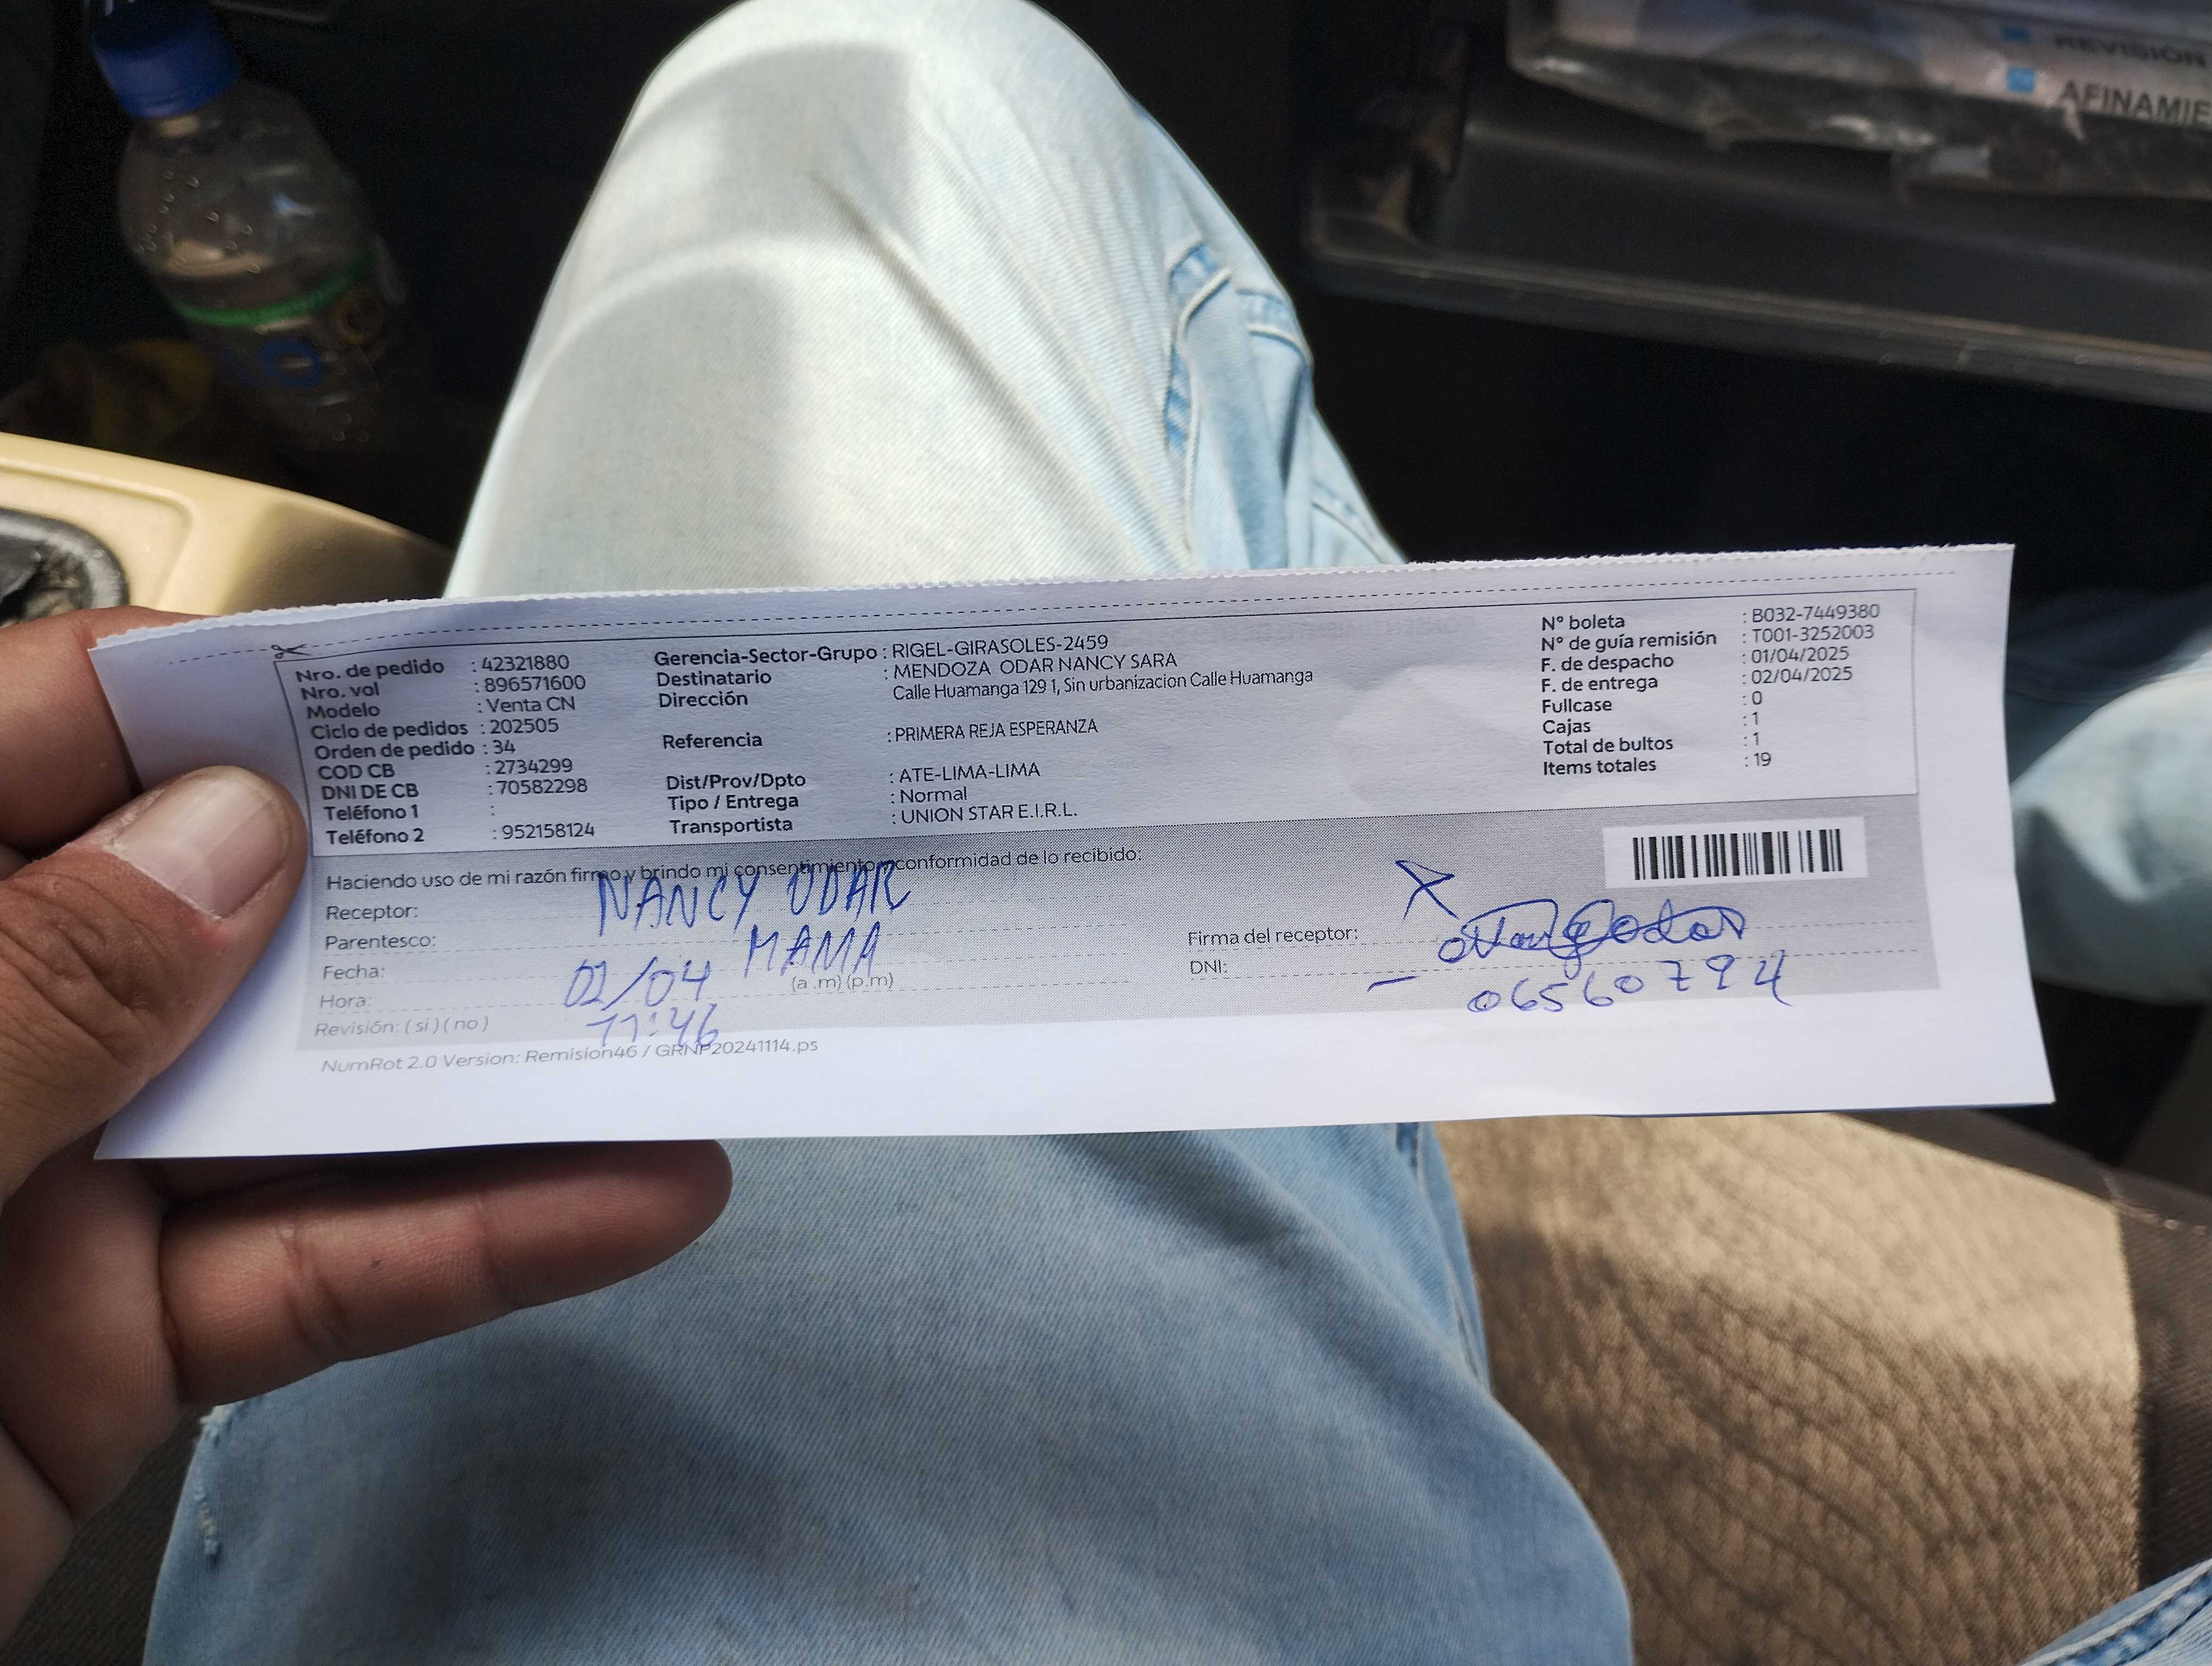 REVISIÓN
AFINAMIE
Nro. de pedido : 42321880
Nro. vol : 896571600
Modelo : Venta CN
Ciclo de pedidos : 202505
Orden de pedido : 34
COD CB : 2734299
DNI DE CB : 70582298
Teléfono 1 :
Teléfono 2 : 952158124
Gerencia-Sector-Grupo : RIGEL-GIRASOLES-2459
Destinatario : MENDOZA ODAR NANCY SARA
Dirección Calle Huamanga 129 1, Sin urbanizacion Calle Huamanga
Referencia : PRIMERA REJA ESPERANZA
Dist/Prov/Dpto : ATE-LIMA-LIMA
Tipo / Entrega : Normal
Transportista : UNION STAR E.I.R.L.
N° boleta : B032-7449380
N° de guía remisión : T001-3252003
F. de despacho : 01/04/2025
F. de entrega : 02/04/2025
Fullcase : 0
Cajas : 1
Total de bultos : 1
Items totales : 19
Haciendo uso de mi razón firmo y brindo mi consentimiento y conformidad de lo recibido:
Receptor: NANCY ODAR
Parentesco: MAMA
Fecha: 02/04
Hora: 11:46 (a.m) (p.m)
Revisión: ( si ) ( no )
Firma del receptor:
DNI: 06560794
NumRot 2.0 Version: Remision46 / GRNP20241114.ps